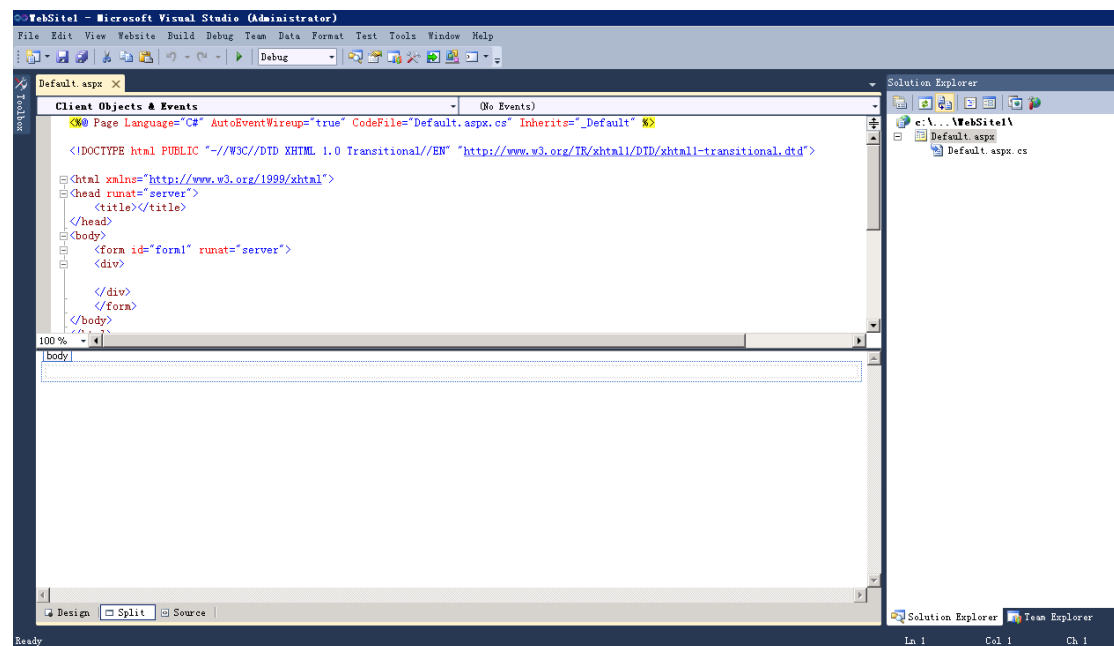 WebSite1 - Microsoft Visual Studio (Administrator)
File Edit View Website Build Debug Team Data Format Test Tools Window Help
Debug
Toolbox
Default.aspx
Client Objects & Events
(No Events)
<%@ Page Language="C#" AutoEventWireup="true" CodeFile="Default.aspx.cs" Inherits="_Default" %>
<!DOCTYPE html PUBLIC "-//W3C//DTD XHTML 1.0 Transitional//EN" "http://www.w3.org/TR/xhtml1/DTD/xhtml1-transitional.dtd">
<html xmlns="http://www.w3.org/1999/xhtml">
<head runat="server">
<title></title>
</head>
<body>
<form id="form1" runat="server">
<div>
</div>
</form>
</body>
100 %
body
Design Split Source
Solution Explorer
c:\...\WebSite1\
Default.aspx
Default.aspx.cs
Solution Explorer Team Explorer
Ready
Ln 1 Col 1 Ch 1